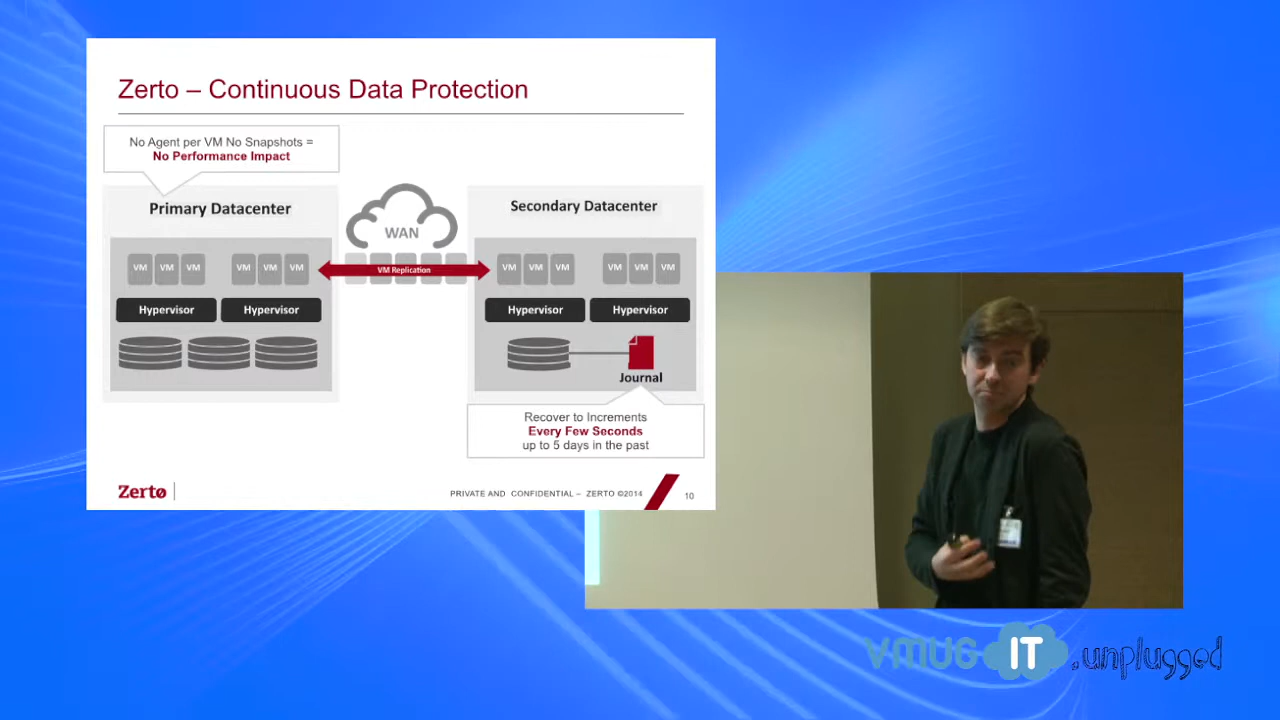 Zerto – Continuous Data Protection
No Agent per VM No Snapshots =
No Performance Impact
Primary Datacenter
WAN
Secondary Datacenter
VM VM VM VM VM VM
VM Replication
VM VM VM VM VM VM
Hypervisor Hypervisor
Hypervisor Hypervisor
Journal
Recover to Increments
Every Few Seconds
up to 5 days in the past
Zerto
PRIVATE AND CONFIDENTIAL – ZERTO ©2014
10
VMUG IT .unplugged